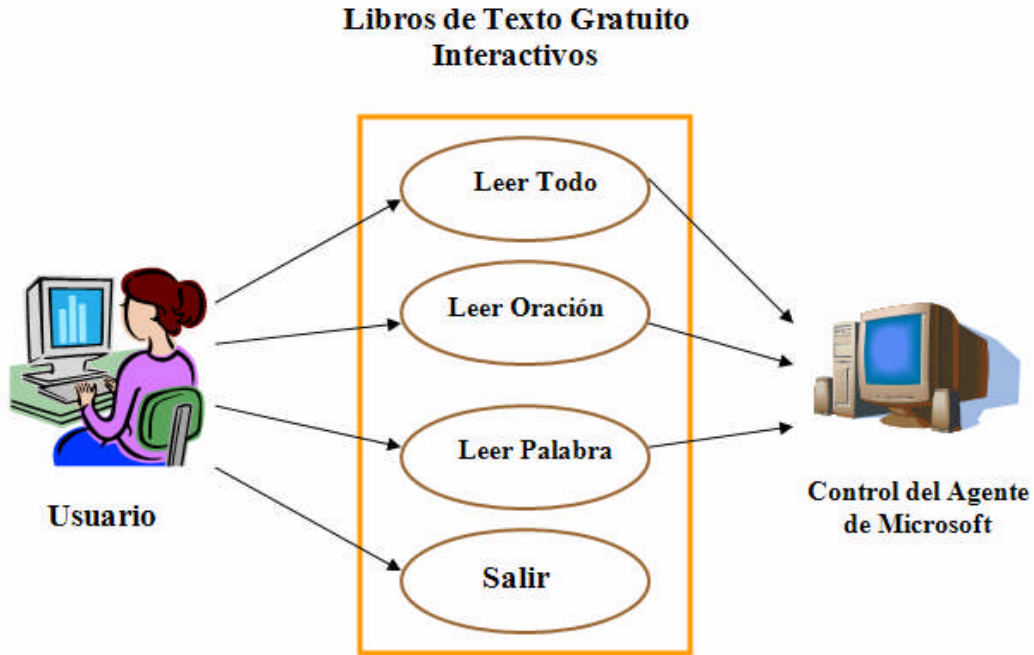 Libros de Texto Gratuito
Interactivos
Leer Todo
Leer Oración
Leer Palabra
Salir
Usuario
Control del Agente
de Microsoft